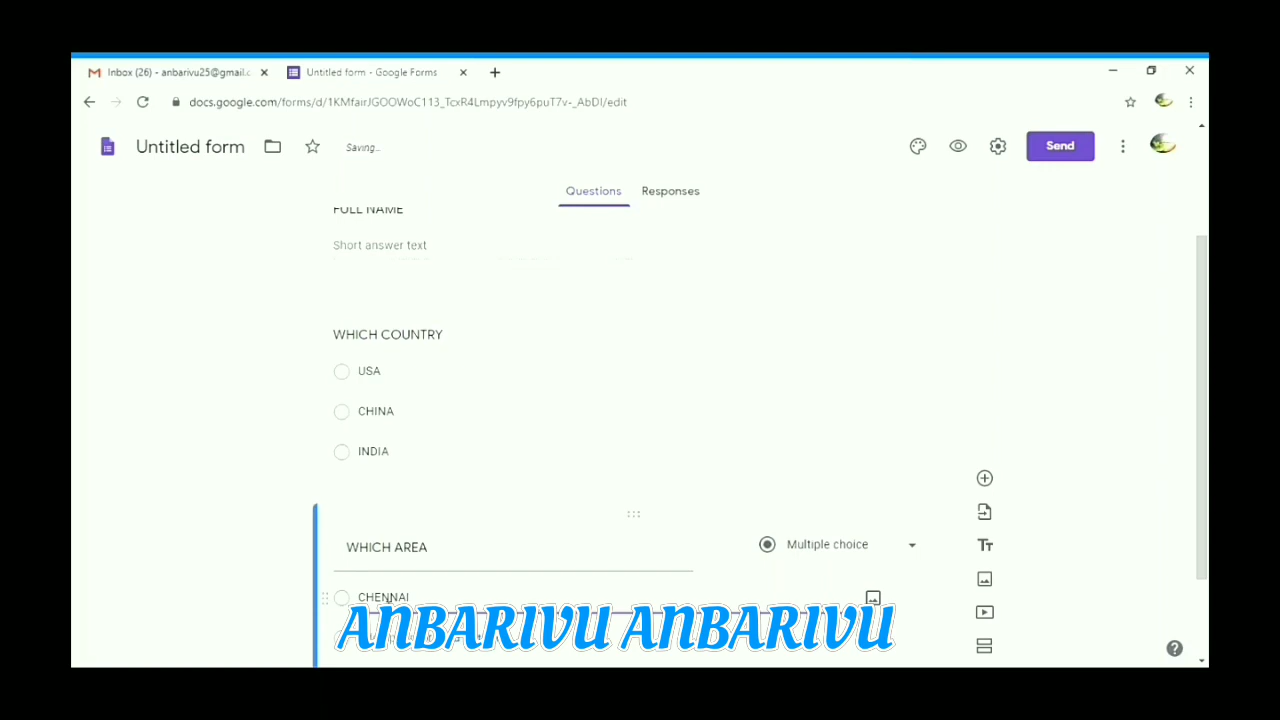 Inbox (26) - anbarivu25@gmail.c
Untitled form - Google Forms
docs.google.com/forms/d/1KMfairJGOOWoC113_TcxR4Lmpyv9fpy6puT7v-_AbDI/edit
Untitled form
Saving...
Send
Questions
Responses
FULL NAME
Short answer text
WHICH COUNTRY
USA
CHINA
INDIA
WHICH AREA
Multiple choice
CHENNAI
ANBARIVU ANBARIVU